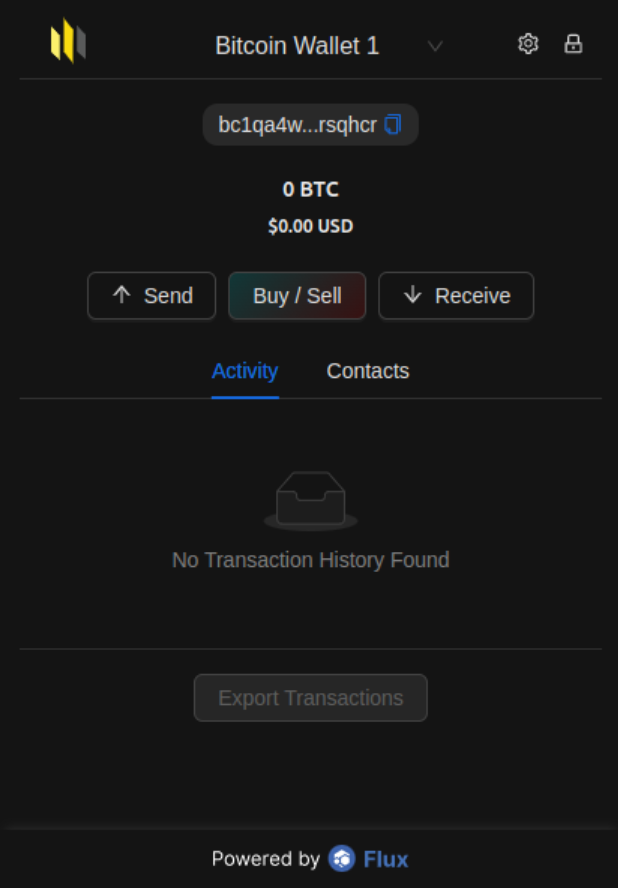 Bitcoin Wallet 1
bc1qa4w...rsqhcr
0 BTC
$0.00 USD
Send Buy / Sell Receive
Activity Contacts
No Transaction History Found
Export Transactions
Powered by Flux